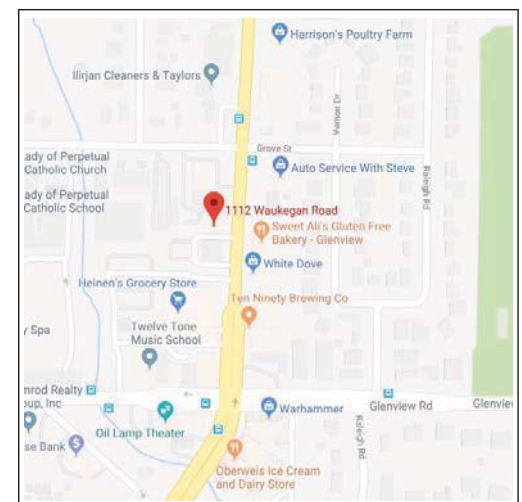 Harrison's Poultry Farm
Ilirjan Cleaners & Taylors
Vernon Dr
Grove St
ady of Perpetual
Catholic Church
Auto Service With Steve
Raleigh Rd
ady of Perpetual
Catholic School
1112 Waukegan Road
Sweet Ali's Gluten Free
Bakery - Glenview
White Dove
Heinen's Grocery Store
Ten Ninety Brewing Co
y Spa
Twelve Tone
Music School
mrod Realty
oup, Inc
Warhammer
Glenview Rd
Glenview
Oil Lamp Theater
se Bank
Raleigh Rd
Oberweis Ice Cream
and Dairy Store